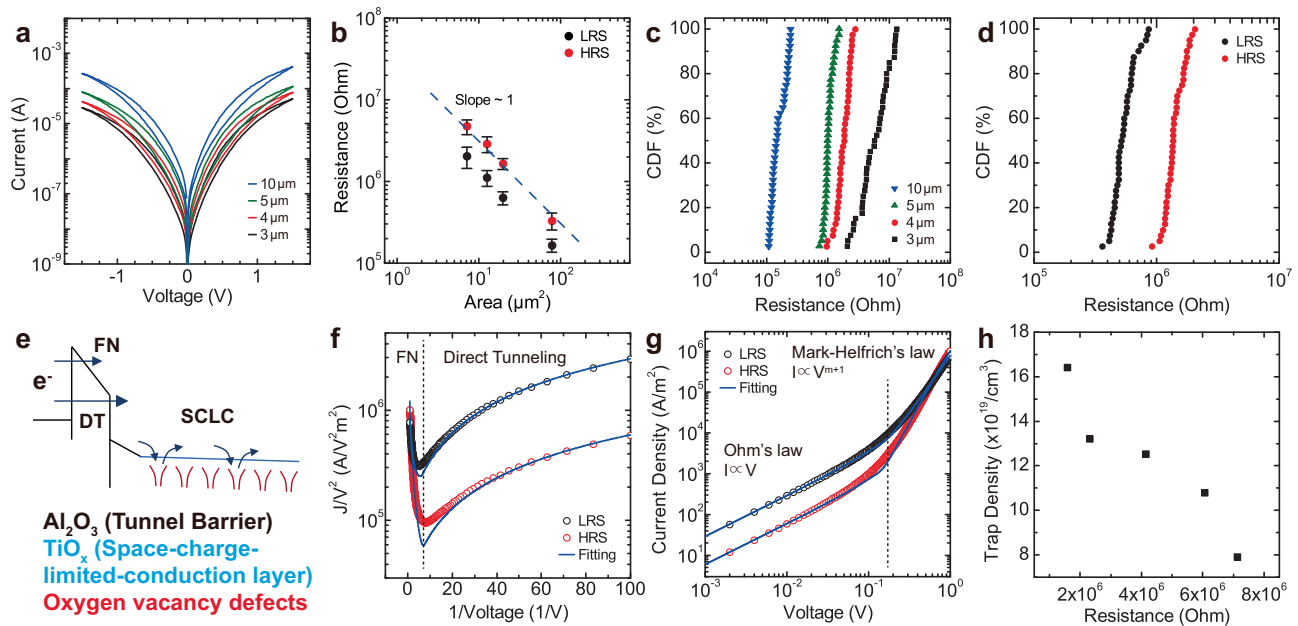 a
10⁻³
10⁻⁵
10⁻⁷
10⁻⁹
Current (A)
-1
0
1
Voltage (V)
10 µm
5 µm
4 µm
3 µm
b
10⁸
10⁷
10⁶
10⁵
Resistance (Ohm)
10⁰
10¹
10²
Area (µm²)
LRS
HRS
Slope ~ 1
c
100
80
60
40
20
0
CDF (%)
10⁴
10⁵
10⁶
10⁷
10⁸
Resistance (Ohm)
10 µm
5 µm
4 µm
3 µm
d
100
80
60
40
20
0
CDF (%)
10⁵
10⁶
10⁷
Resistance (Ohm)
LRS
HRS
e
FN
e⁻
DT
SCLC
Al₂O₃ (Tunnel Barrier)
TiOₓ (Space-charge-
limited-conduction layer)
Oxygen vacancy defects
f
FN
Direct Tunneling
10⁶
10⁵
J/V² (A/V²m²)
0
20
40
60
80
100
1/Voltage (1/V)
LRS
HRS
Fitting
g
LRS
HRS
Fitting
Mark-Helfrich's law
I∝Vᵐ⁺¹
Ohm's law
I∝V
10⁶
10⁵
10⁴
10³
10²
10¹
Current Density (A/m²)
10⁻³
10⁻²
10⁻¹
10⁰
Voltage (V)
h
18
16
14
12
10
8
Trap Density (x10¹⁹/cm³)
2x10⁶
4x10⁶
6x10⁶
8x10⁶
Resistance (Ohm)